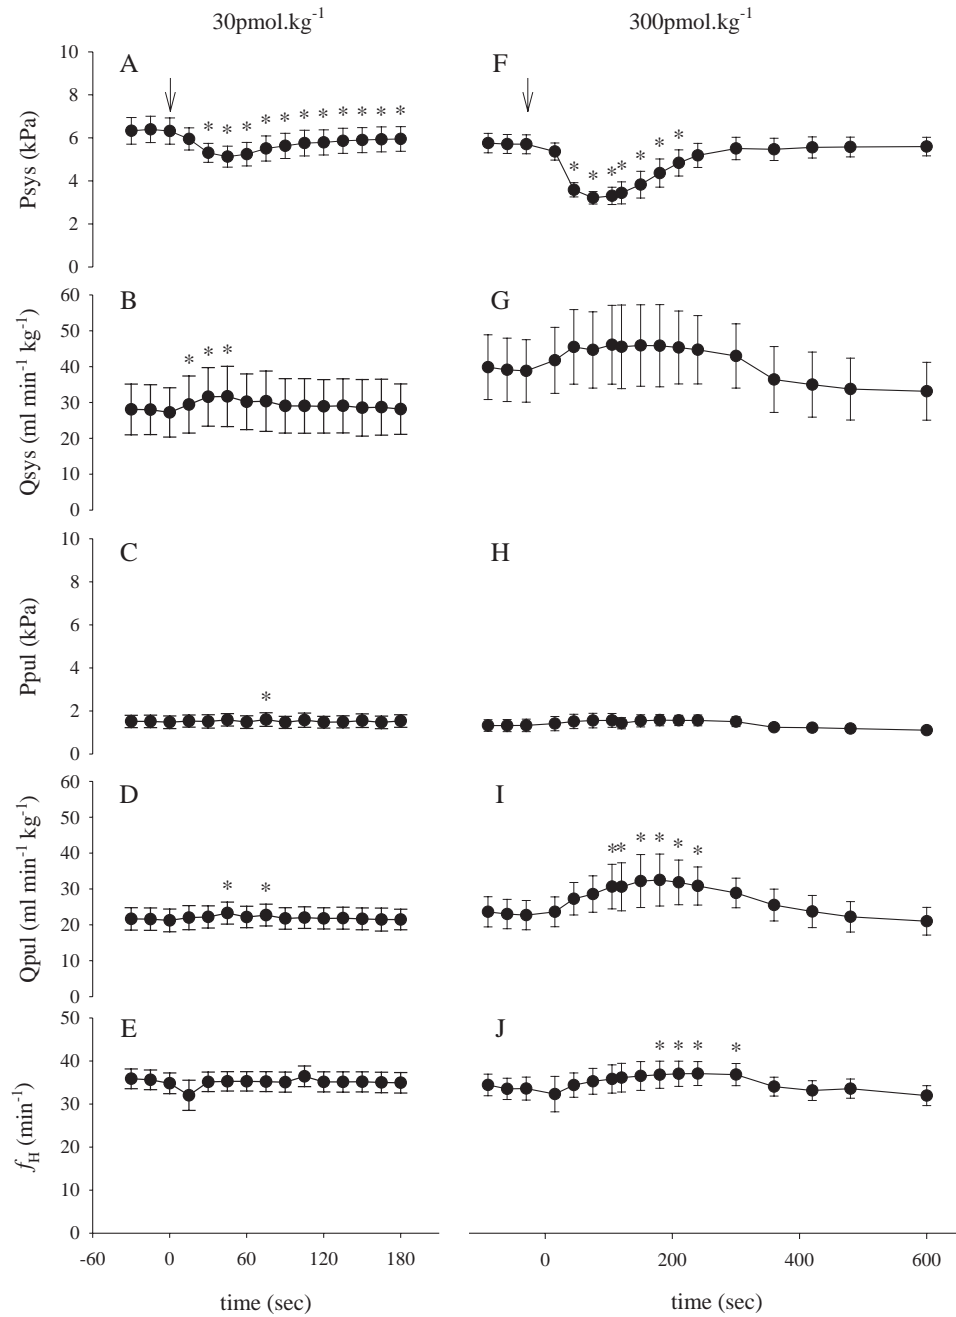 30pmol.kg⁻¹
300pmol.kg⁻¹
Psys (kPa)
10
8
6
4
2
0
A
* * * * * * * * * * *
F
* * * * * * * *
Qsys (ml min⁻¹ kg⁻¹)
60
50
40
30
20
10
0
B
* * *
G
Ppul (kPa)
10
8
6
4
2
0
C
*
H
Qpul (ml min⁻¹ kg⁻¹)
60
50
40
30
20
10
0
D
* *
I
* * * * * *
fH (min⁻¹)
50
40
30
20
10
0
E
J
* * * *
-60 0 60 120 180
0 200 400 600
time (sec)
time (sec)